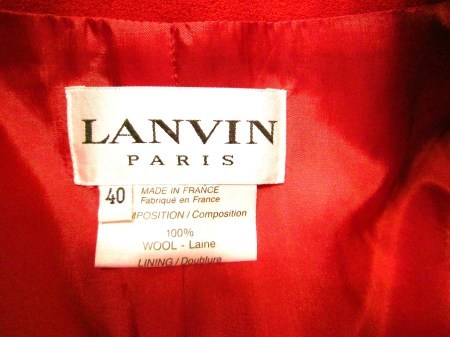 LANVIN
PARIS
40
MADE IN FRANCE
Fabriqué en France
MPOSITION / Composition
100%
WOOL - Laine
LINING / Doublure